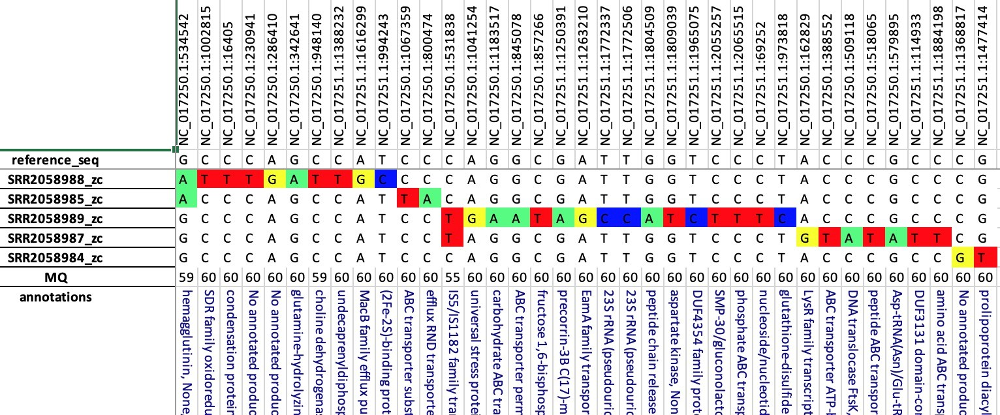 NC_017250.1:534542
NC_017250.1:1002815
NC_017250.1:16405
NC_017250.1:230941
NC_017250.1:286410
NC_017251.1:342641
NC_017251.1:948140
NC_017251.1:1388232
NC_017251.1:1616299
NC_017251.1:994243
NC_017250.1:1067359
NC_017250.1:800474
NC_017251.1:531838
NC_017250.1:1041254
NC_017250.1:1183517
NC_017250.1:845078
NC_017250.1:857266
NC_017251.1:1250391
NC_017251.1:1263210
NC_017251.1:1772337
NC_017251.1:1772506
NC_017251.1:1804509
NC_017251.1:1809039
NC_017251.1:1965075
NC_017251.1:2055257
NC_017251.1:2065515
NC_017251.1:69252
NC_017251.1:973818
NC_017250.1:162829
NC_017250.1:388552
NC_017250.1:509118
NC_017250.1:518065
NC_017250.1:579895
NC_017251.1:114933
NC_017251.1:1884198
NC_017251.1:1368817
NC_017251.1:1477414
reference_seq G C C C A G C C A T C C C A G G C G A T T G G T C C C T A C C C G C C C G
SRR2058988_zc A T T T G A T T G C C C C A G G C G A T T G G T C C C T A C C C G C C C G
SRR2058985_zc A C C C A G C C A T T A C A G G C G A T T G G T C C C T A C C C G C C C G
SRR2058989_zc G C C C A G C C A T C C T G A A T A G C C A T C T T T C A C C C G C C C G
SRR2058987_zc G C C C A G C C A T C C T A G G C G A T T G G T C C C T G T A T A T T C G
SRR2058984_zc G C C C A G C C A T C C C A G G C G A T T G G T C C C T A C C C G C C G T
MQ 59 60 60 60 60 60 59 60 60 60 60 60 55 60 60 60 60 60 60 60 60 60 60 60 60 60 60 60 60 60 60 60 60 60 60 60 60
annotations
hemagglutinin, None,
SDR family oxidoredu
condensation protein
No annotated produc
No annotated produc
glutamine-hydrolyzin
choline dehydrogena
undecaprenyldiphosp
MacB family efflux pu
(2Fe-2S)-binding prot
ABC transporter subst
efflux RND transporte
IS5/IS1182 family tra
universal stress prote
carbohydrate ABC tra
ABC transporter perm
fructose 1,6-bisphosp
precorrin-3B C(17)-m
EamA family transpor
23S rRNA (pseudouric
23S rRNA (pseudouric
peptide chain release
aspartate kinase, Non
DUF4354 family prote
SMP-30/gluconolacto
phosphate ABC transp
nucleoside/nucleotid
glutathione-disulfide
LysR family transcript
ABC transporter ATP-
DNA translocase FtsK,
peptide ABC transpor
Asp-tRNA(Asn)/Glu-tR
DUF3131 domain-co
amino acid ABC trans
No annotated produc
prolipoprotein diacyl